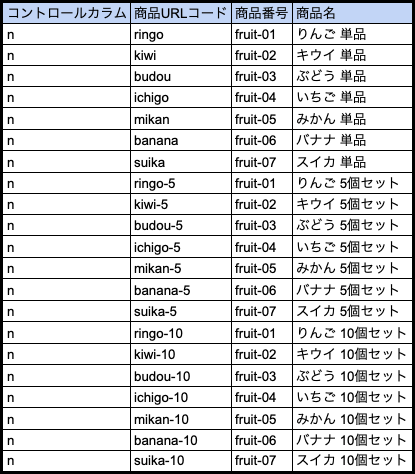 コントロールカラム 商品URLコード 商品番号 商品名
n ringo fruit-01 りんご 単品
n kiwi fruit-02 キウイ 単品
n budou fruit-03 ぶどう 単品
n ichigo fruit-04 いちご 単品
n mikan fruit-05 みかん 単品
n banana fruit-06 バナナ 単品
n suika fruit-07 スイカ 単品
n ringo-5 fruit-01 りんご 5個セット
n kiwi-5 fruit-02 キウイ 5個セット
n budou-5 fruit-03 ぶどう 5個セット
n ichigo-5 fruit-04 いちご 5個セット
n mikan-5 fruit-05 みかん 5個セット
n banana-5 fruit-06 バナナ 5個セット
n suika-5 fruit-07 スイカ 5個セット
n ringo-10 fruit-01 りんご 10個セット
n kiwi-10 fruit-02 キウイ 10個セット
n budou-10 fruit-03 ぶどう 10個セット
n ichigo-10 fruit-04 いちご 10個セット
n mikan-10 fruit-05 みかん 10個セット
n banana-10 fruit-06 バナナ 10個セット
n suika-10 fruit-07 スイカ 10個セット